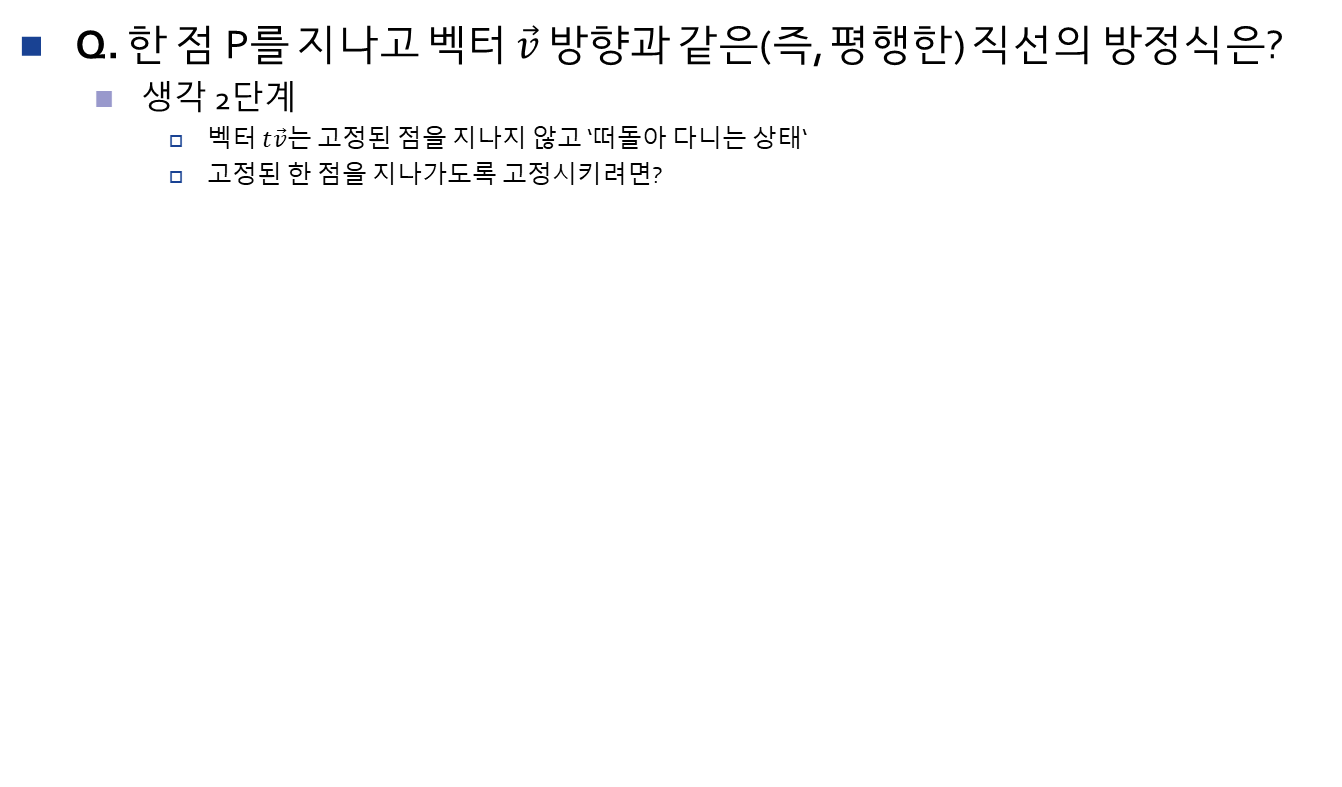 Q. 한 점 P를 지나고 벡터 v⃗ 방향과 같은(즉, 평행한) 직선의 방정식은?
생각 2단계
벡터 tv⃗는 고정된 점을 지나지 않고 ‘떠돌아 다니는 상태‘
고정된 한 점을 지나가도록 고정시키려면?